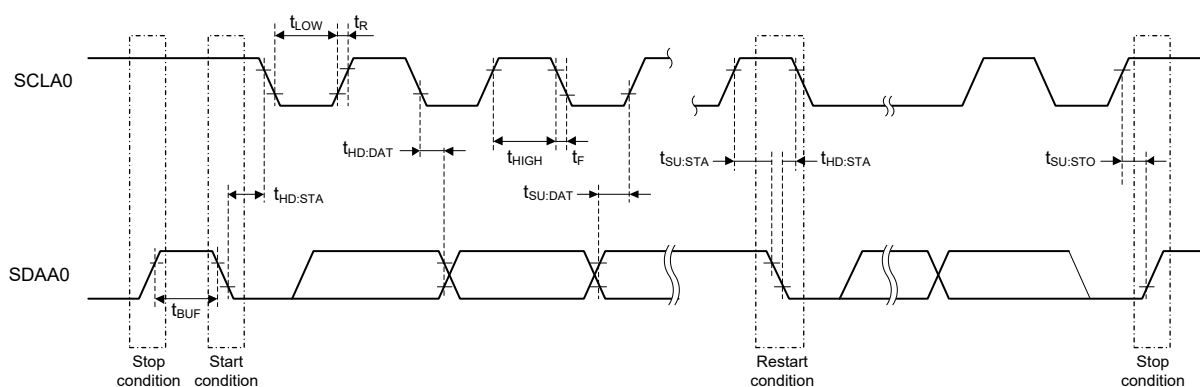 tLOW
tR
SCLA0
tHD:DAT
tHIGH
tF
tSU:STA
tHD:STA
tSU:STO
tHD:STA
tSU:DAT
SDAA0
tBUF
Stop
condition
Start
condition
Restart
condition
Stop
condition